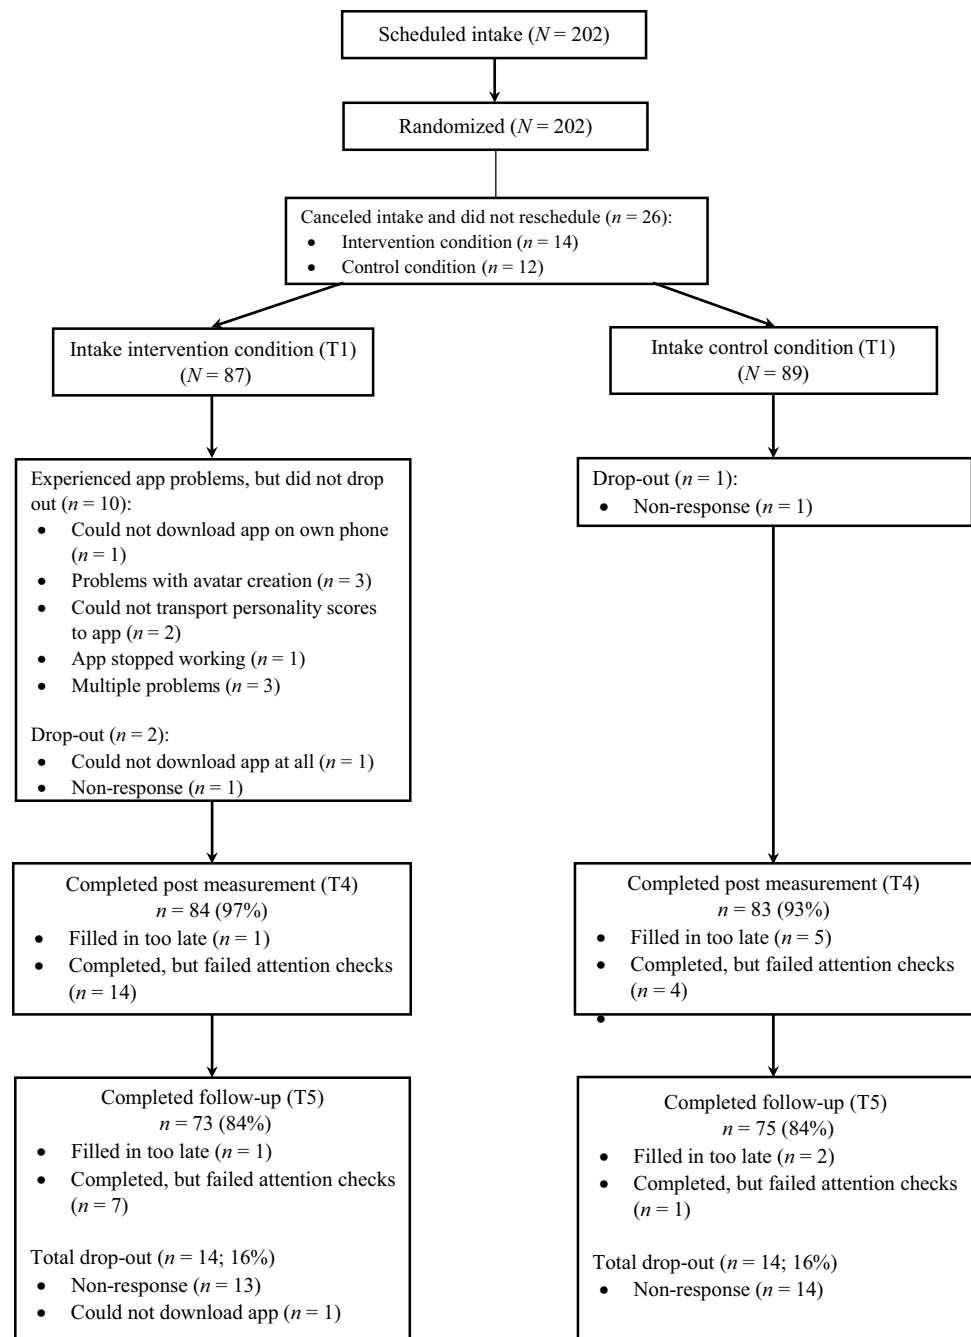 Scheduled intake (N = 202)
Randomized (N = 202)
Canceled intake and did not reschedule (n = 26):
• Intervention condition (n = 14)
• Control condition (n = 12)
Intake intervention condition (T1)
(N = 87)
Intake control condition (T1)
(N = 89)
Experienced app problems, but did not drop
out (n = 10):
• Could not download app on own phone
(n = 1)
• Problems with avatar creation (n = 3)
• Could not transport personality scores
to app (n = 2)
• App stopped working (n = 1)
• Multiple problems (n = 3)
Drop-out (n = 2):
• Could not download app at all (n = 1)
• Non-response (n = 1)
Drop-out (n = 1):
• Non-response (n = 1)
Completed post measurement (T4)
n = 84 (97%)
• Filled in too late (n = 1)
• Completed, but failed attention checks
(n = 14)
Completed post measurement (T4)
n = 83 (93%)
• Filled in too late (n = 5)
• Completed, but failed attention checks
(n = 4)
•
Completed follow-up (T5)
n = 73 (84%)
• Filled in too late (n = 1)
• Completed, but failed attention checks
(n = 7)
Total drop-out (n = 14; 16%)
• Non-response (n = 13)
• Could not download app (n = 1)
Completed follow-up (T5)
n = 75 (84%)
• Filled in too late (n = 2)
• Completed, but failed attention checks
(n = 1)
Total drop-out (n = 14; 16%)
• Non-response (n = 14)